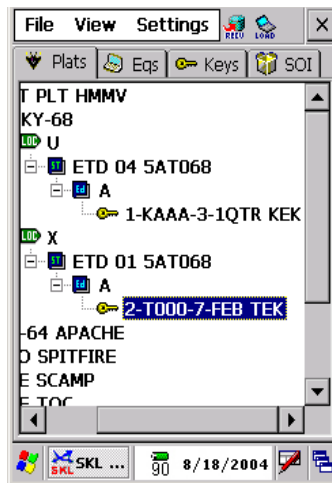 File View Settings RECV LOAD X
Plats Eqs Keys SOI
T PLT HMMV
KY-68
LOC U
ST ETD 04 5AT068
Ed A
1-KAAA-3-1QTR KEK
LOC X
ST ETD 01 5AT068
Ed A
2-T000-7-FEB TEK
-64 APACHE
O SPITFIRE
E SCAMP
E TOC
SKL SKL ... 90 8/18/2004